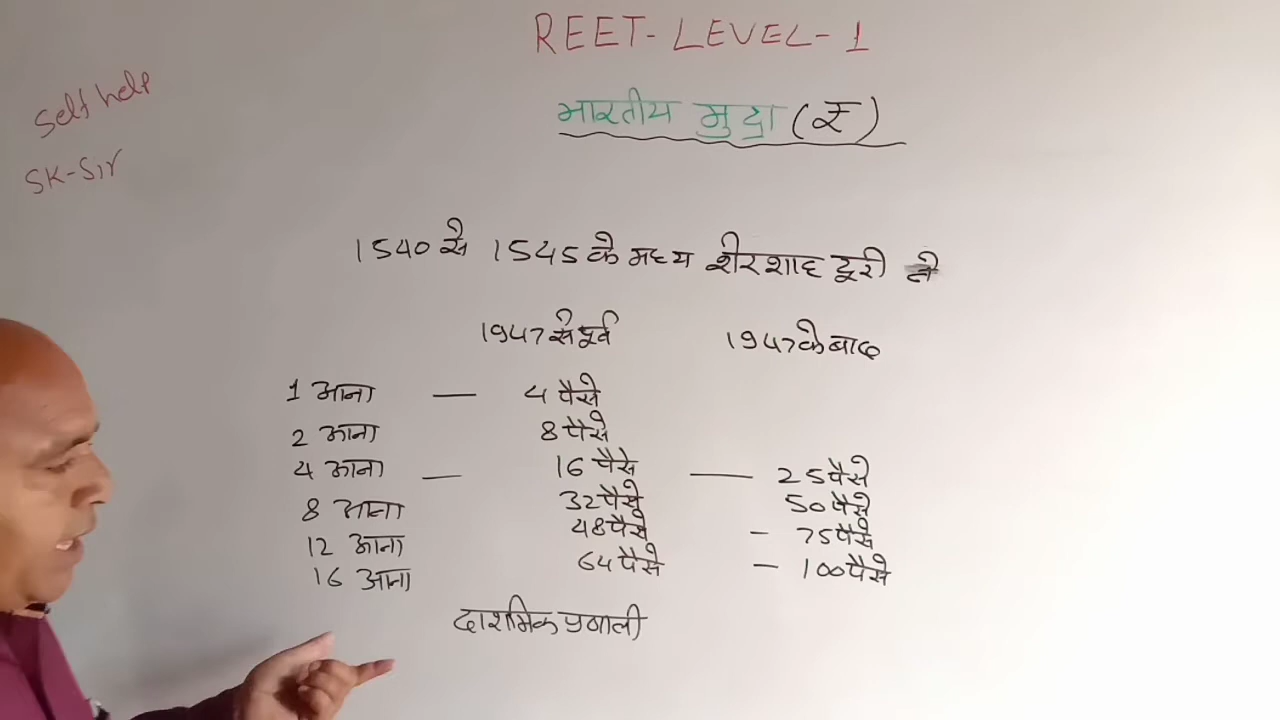 REET-LEVEL-1
Self help
SK-Sir
भारतीय मुद्रा (₹)
1540 से 1545 के मध्य शेरशाह सूरी ने
1947 से पूर्व 1947 के बाद
1 आना — 4 पैसे
2 आना 8 पैसे
4 आना — 16 पैसे — 25 पैसे
8 आना 32 पैसे 50 पैसे
12 आना 48 पैसे - 75 पैसे
16 आना 64 पैसे - 100 पैसे
दाशमिक प्रणाली